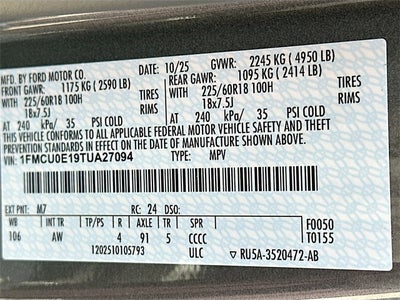 MFD. BY FORD MOTOR CO. DATE: 10/25 GVWR: 2245 KG ( 4950 LB)
FRONT GAWR: 1175 KG ( 2590 LB) REAR GAWR: 1095 KG ( 2414 LB)
WITH 225/60R18 100H TIRES WITH 225/60R18 100H TIRES
18x7.5J RIMS 18x7.5J RIMS
AT 240 kPa/ 35 PSI COLD AT 240 kPa/ 35 PSI COLD
THIS VEHICLE CONFORMS TO ALL APPLICABLE FEDERAL MOTOR VEHICLE SAFETY
PREVENTION STANDARDS IN EFFECT ON THE DATE OF MANUFACTURE SHOWN ABOVE.
VIN: 1FMCU0E19TUA27094 TYPE: MPV
EXT PNT: M7 RC: 24 DSO:
WB INT TR TP/PS R AXLE TR SPR F0050
106 AW 4 91 5 CCCC T0155
1202510105793 ULC RU5A-3520472-AB